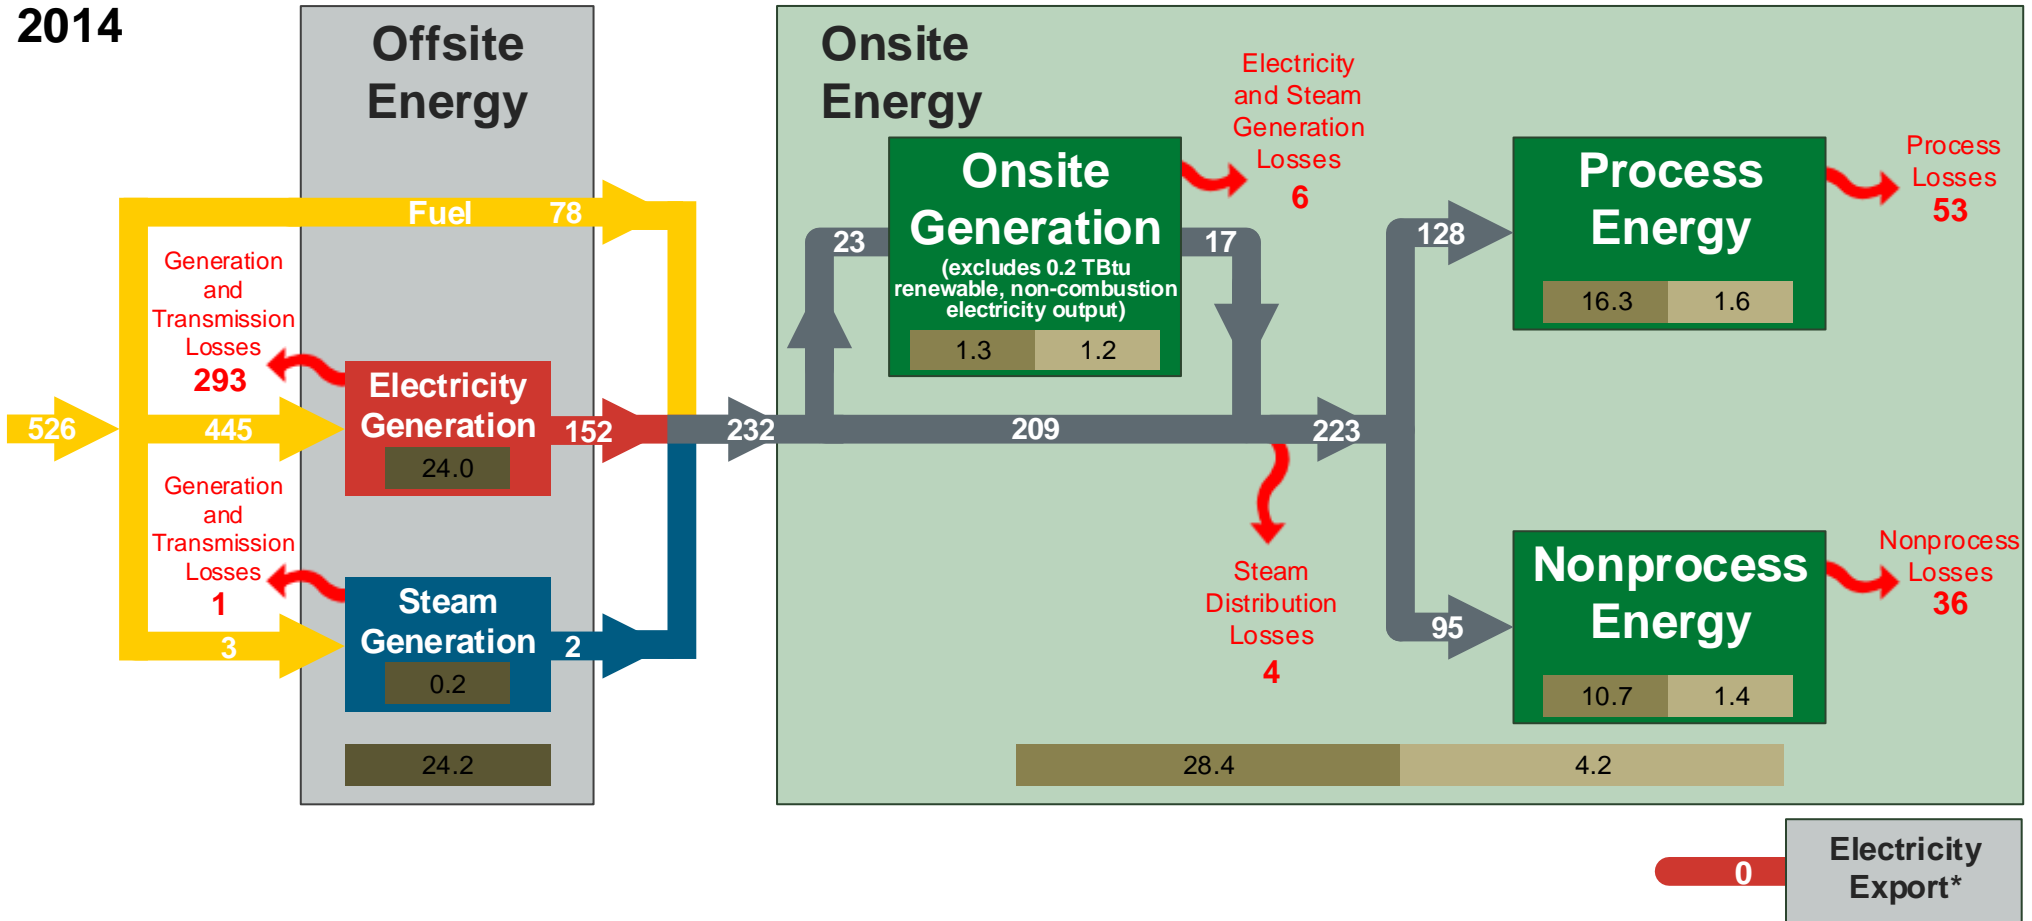 2014
Offsite
Energy
Onsite
Energy
Electricity
and Steam
Generation
Losses
6
Onsite
Generation
(excludes 0.2 TBtu
renewable, non-combustion
electricity output)
1.3 1.2
Process
Energy
16.3 1.6
Process
Losses
53
Fuel 78
23
17
128
Generation
and
Transmission
Losses
293
526
445
Electricity
Generation
24.0
152
232
209
223
Generation
and
Transmission
Losses
1
3
Steam
Generation
0.2
2
Steam
Distribution
Losses
4
95
Nonprocess
Energy
10.7 1.4
Nonprocess
Losses
36
24.2
28.4 4.2
0
Electricity
Export*